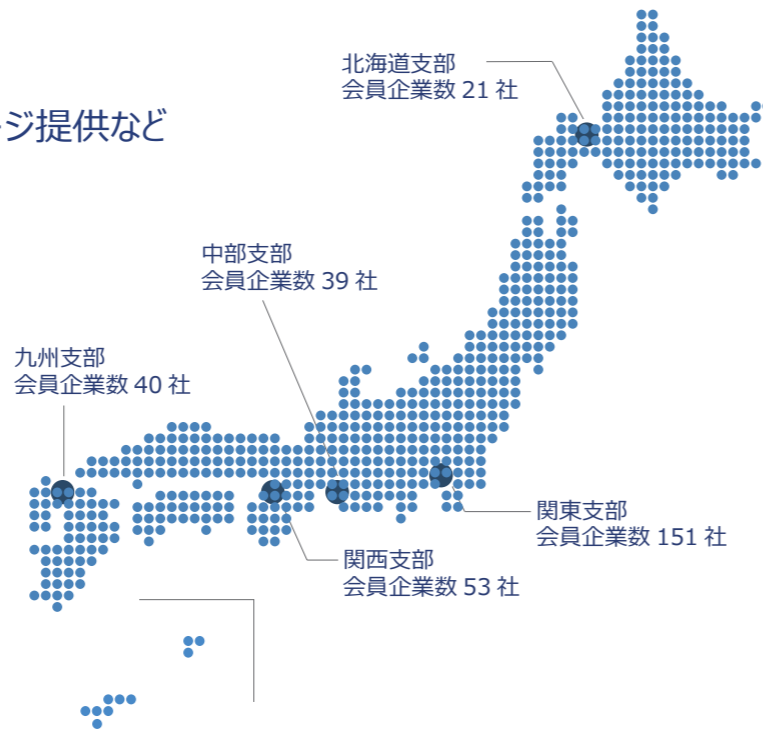 北海道支部
会員企業数 21 社
ジ提供など
中部支部
会員企業数 39 社
九州支部
会員企業数 40 社
関東支部
会員企業数 151 社
関西支部
会員企業数 53 社